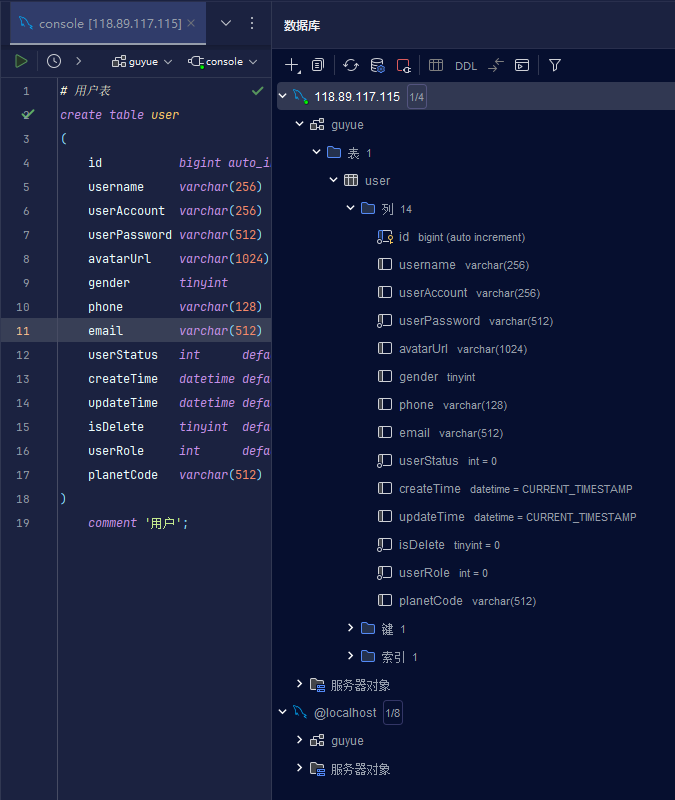 console [118.89.117.115]
guyue
console
1 # 用户表
2 create table user
3 (
4 id bigint auto_i
5 username varchar(256)
6 userAccount varchar(256)
7 userPassword varchar(512)
8 avatarUrl varchar(1024)
9 gender tinyint
10 phone varchar(128)
11 email varchar(512)
12 userStatus int defa
13 createTime datetime defa
14 updateTime datetime defa
15 isDelete tinyint defa
16 userRole int defa
17 planetCode varchar(512)
18 )
19 comment '用户';
数据库
DDL
118.89.117.115 1/4
guyue
表 1
user
列 14
id bigint (auto increment)
username varchar(256)
userAccount varchar(256)
userPassword varchar(512)
avatarUrl varchar(1024)
gender tinyint
phone varchar(128)
email varchar(512)
userStatus int = 0
createTime datetime = CURRENT_TIMESTAMP
updateTime datetime = CURRENT_TIMESTAMP
isDelete tinyint = 0
userRole int = 0
planetCode varchar(512)
键 1
索引 1
服务器对象
@localhost 1/8
guyue
服务器对象